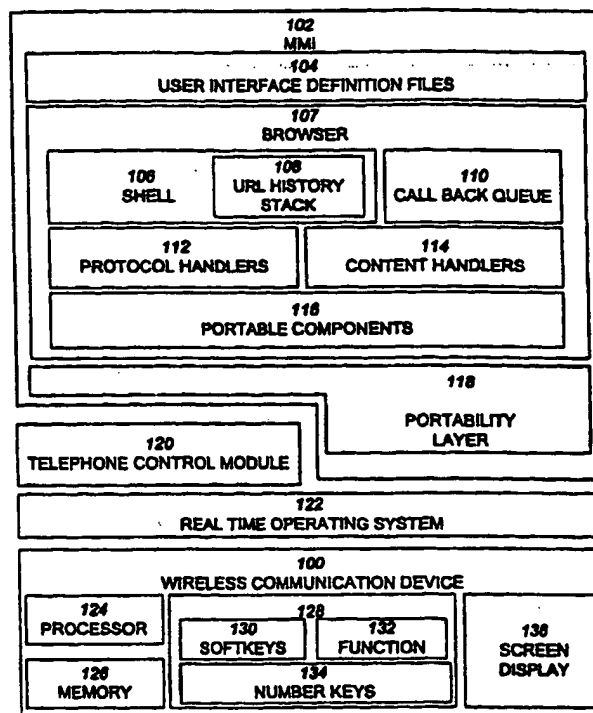 102
MMI
104
USER INTERFACE DEFINITION FILES
107
BROWSER
106
SHELL
108
URL HISTORY
STACK
110
CALL BACK QUEUE
112
PROTOCOL HANDLERS
114
CONTENT HANDLERS
116
PORTABLE COMPONENTS
118
PORTABILITY
LAYER
120
TELEPHONE CONTROL MODULE
122
REAL TIME OPERATING SYSTEM
100
WIRELESS COMMUNICATION DEVICE
124
PROCESSOR
126
MEMORY
128
130
SOFTKEYS
132
FUNCTION
134
NUMBER KEYS
136
SCREEN
DISPLAY